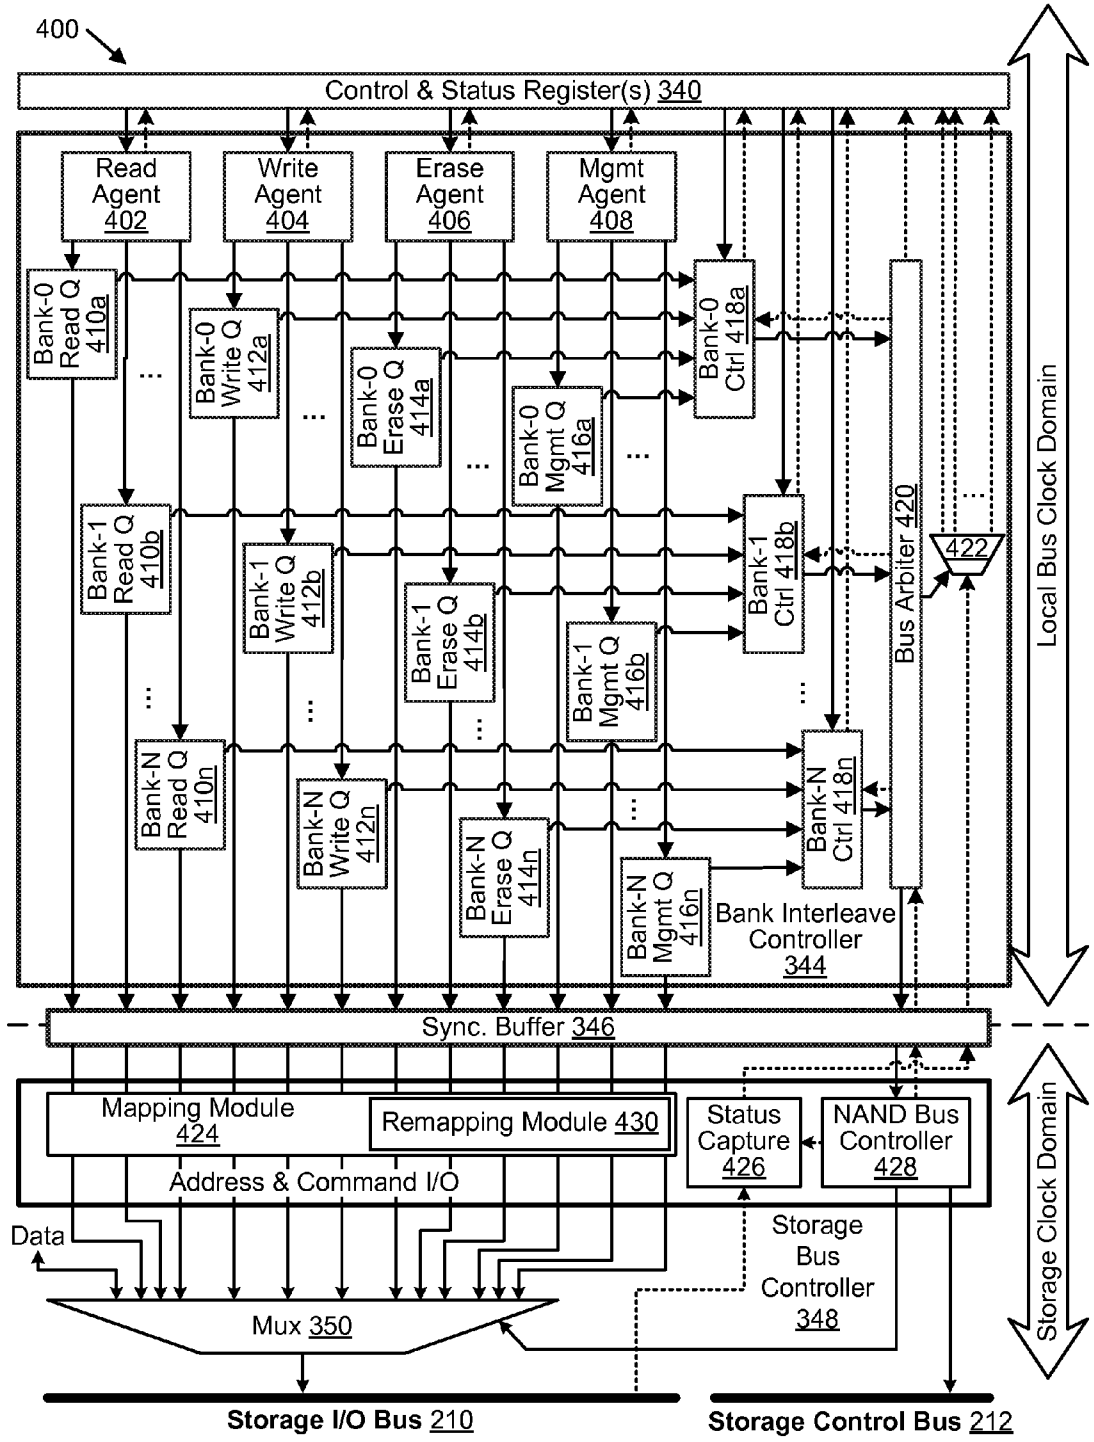 400
Control & Status Register(s) 340
Read
Agent
402
Write
Agent
404
Erase
Agent
406
Mgmt
Agent
408
Bank-0
Read Q
410a
Bank-0
Write Q
412a
Bank-0
Erase Q
414a
Bank-0
Mgmt Q
416a
Bank-0
Ctrl 418a
...
...
...
...
Bank-1
Read Q
410b
Bank-1
Write Q
412b
Bank-1
Erase Q
414b
Bank-1
Mgmt Q
416b
Bank-1
Ctrl 418b
Bus Arbiter 420
...
422
Local Bus Clock Domain
...
...
...
...
...
Bank-N
Read Q
410n
Bank-N
Write Q
412n
Bank-N
Erase Q
414n
Bank-N
Mgmt Q
416n
Bank-N
Ctrl 418n
Bank Interleave
Controller
344
Sync. Buffer 346
Mapping Module
424
Remapping Module 430
Status
Capture
426
NAND Bus
Controller
428
Address & Command I/O
Storage Clock Domain
Data
Storage
Bus
Controller
348
Mux 350
Storage I/O Bus 210
Storage Control Bus 212